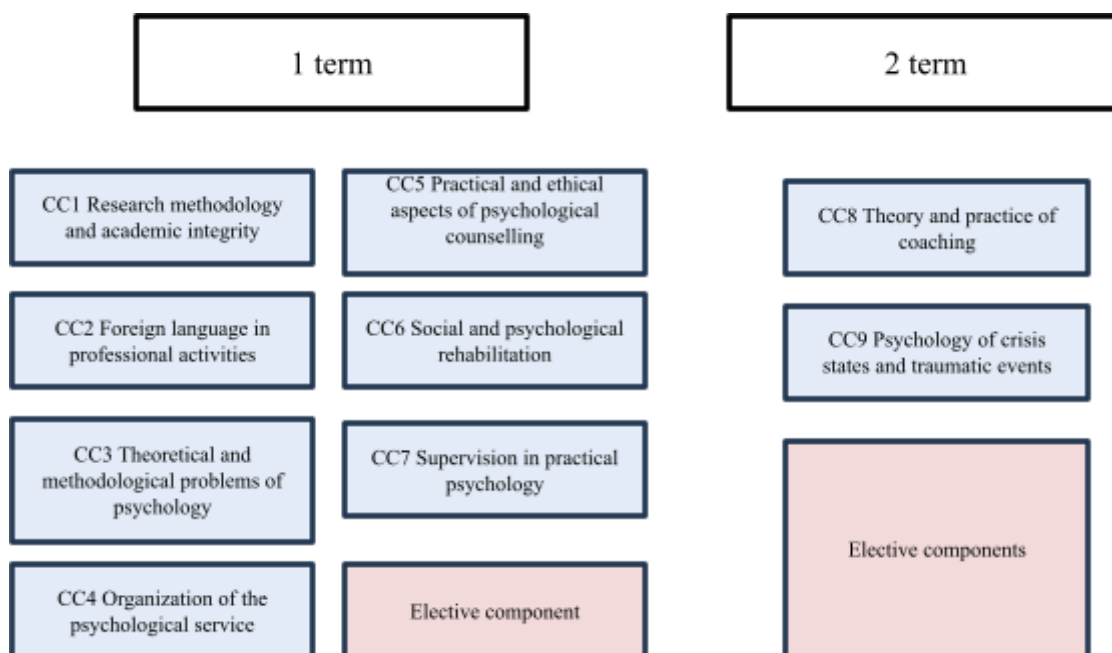 1 term
2 term
CC1 Research methodology
and academic integrity
CC2 Foreign language in
professional activities
CC3 Theoretical and
methodological problems of
psychology
CC4 Organization of the
psychological service
CC5 Practical and ethical
aspects of psychological
counselling
CC6 Social and psychological
rehabilitation
CC7 Supervision in practical
psychology
Elective component
CC8 Theory and practice of
coaching
CC9 Psychology of crisis
states and traumatic events
Elective components